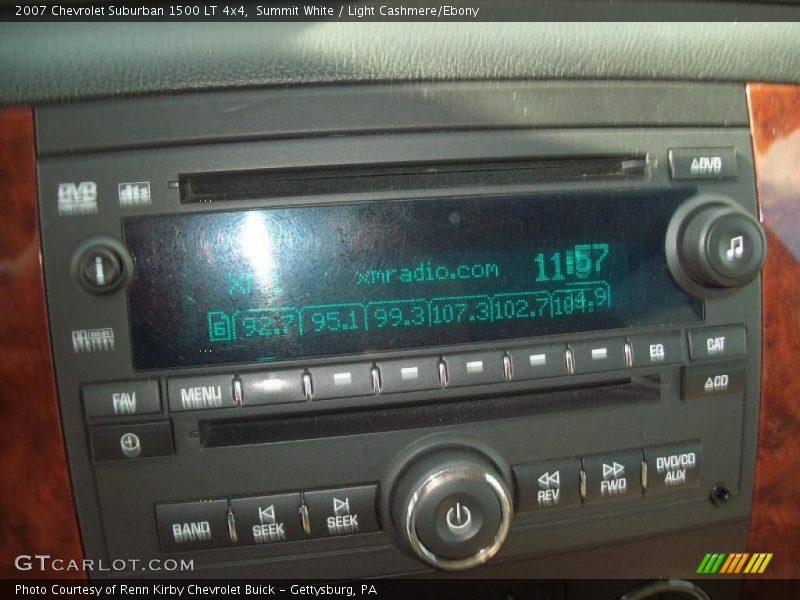 2007 Chevrolet Suburban 1500 LT 4x4, Summit White / Light Cashmere/Ebony
DVD
dts
DVD
xmradio.com
11:57
6 92.7 95.1 99.3 107.3 102.7 104.9
CAT
FAV
MENU
CD
DVD/CD
AUX
REV
FWD
BAND
SEEK
SEEK
GTCARLOT.COM
Photo Courtesy of Renn Kirby Chevrolet Buick - Gettysburg, PA